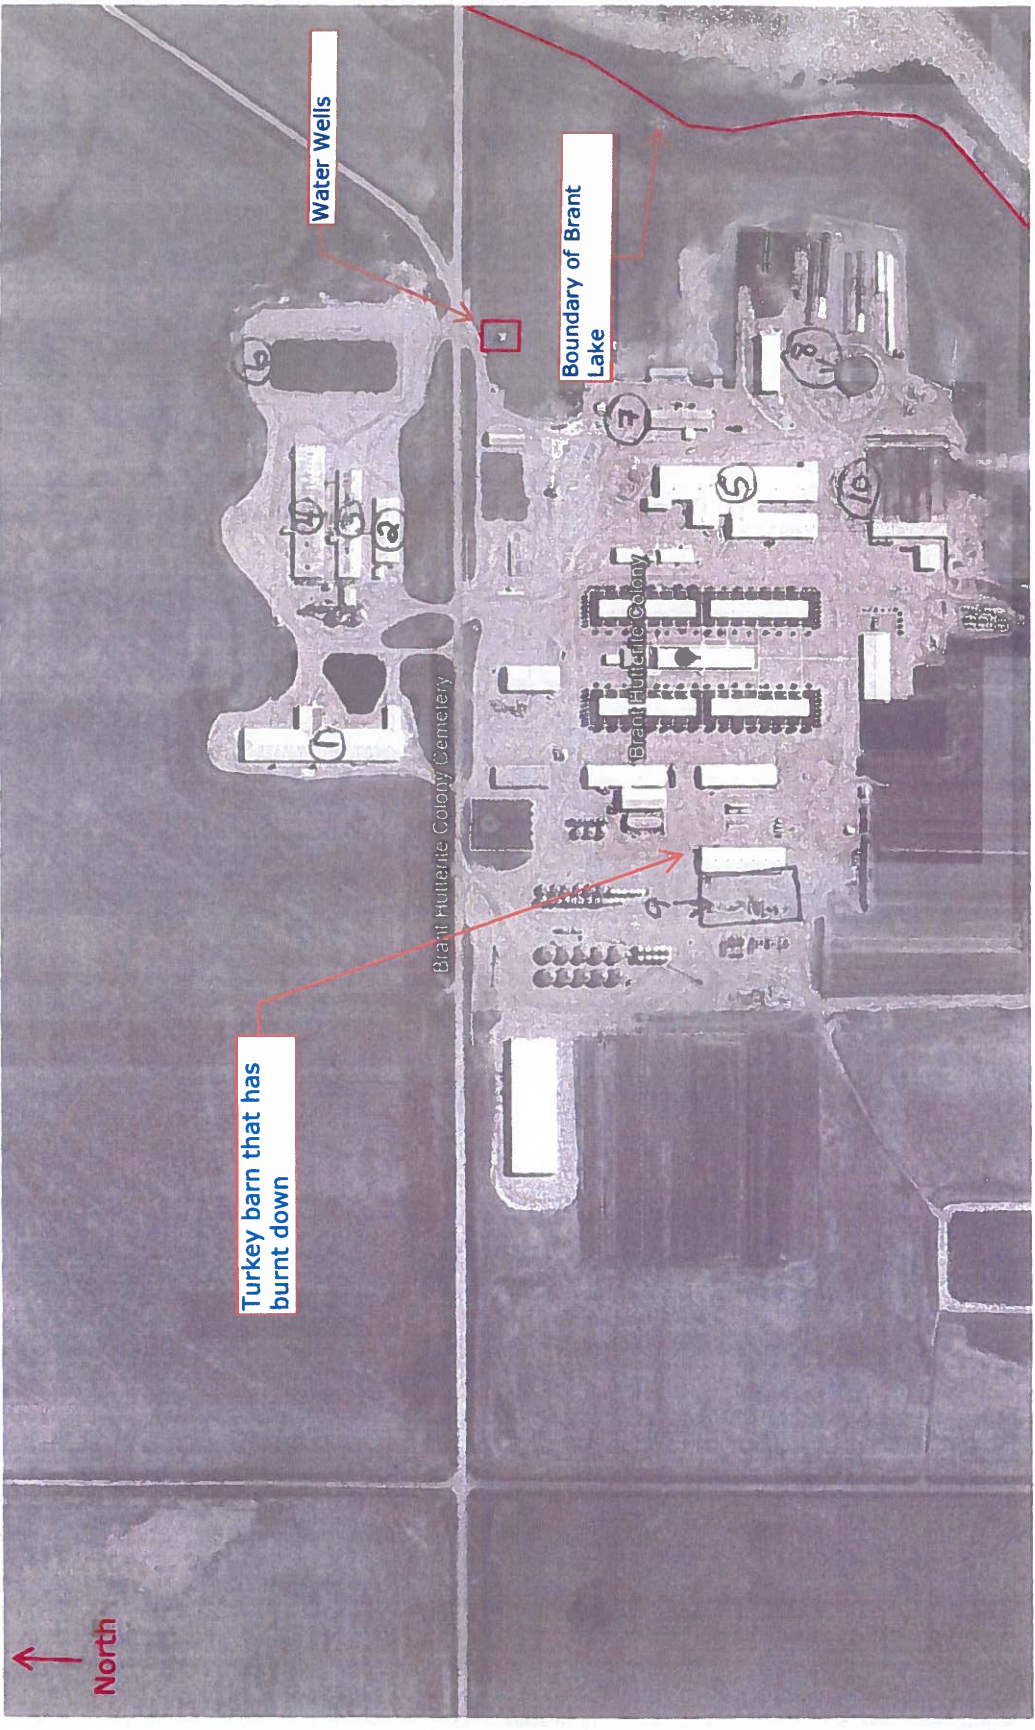 Water Wells
Boundary of Brant
Lake
6
4
3
2
7
8
5
10
1
Brant Hutterite Colony
Brant Hutterite Colony Cemetery
9
Turkey barn that has
burnt down
North